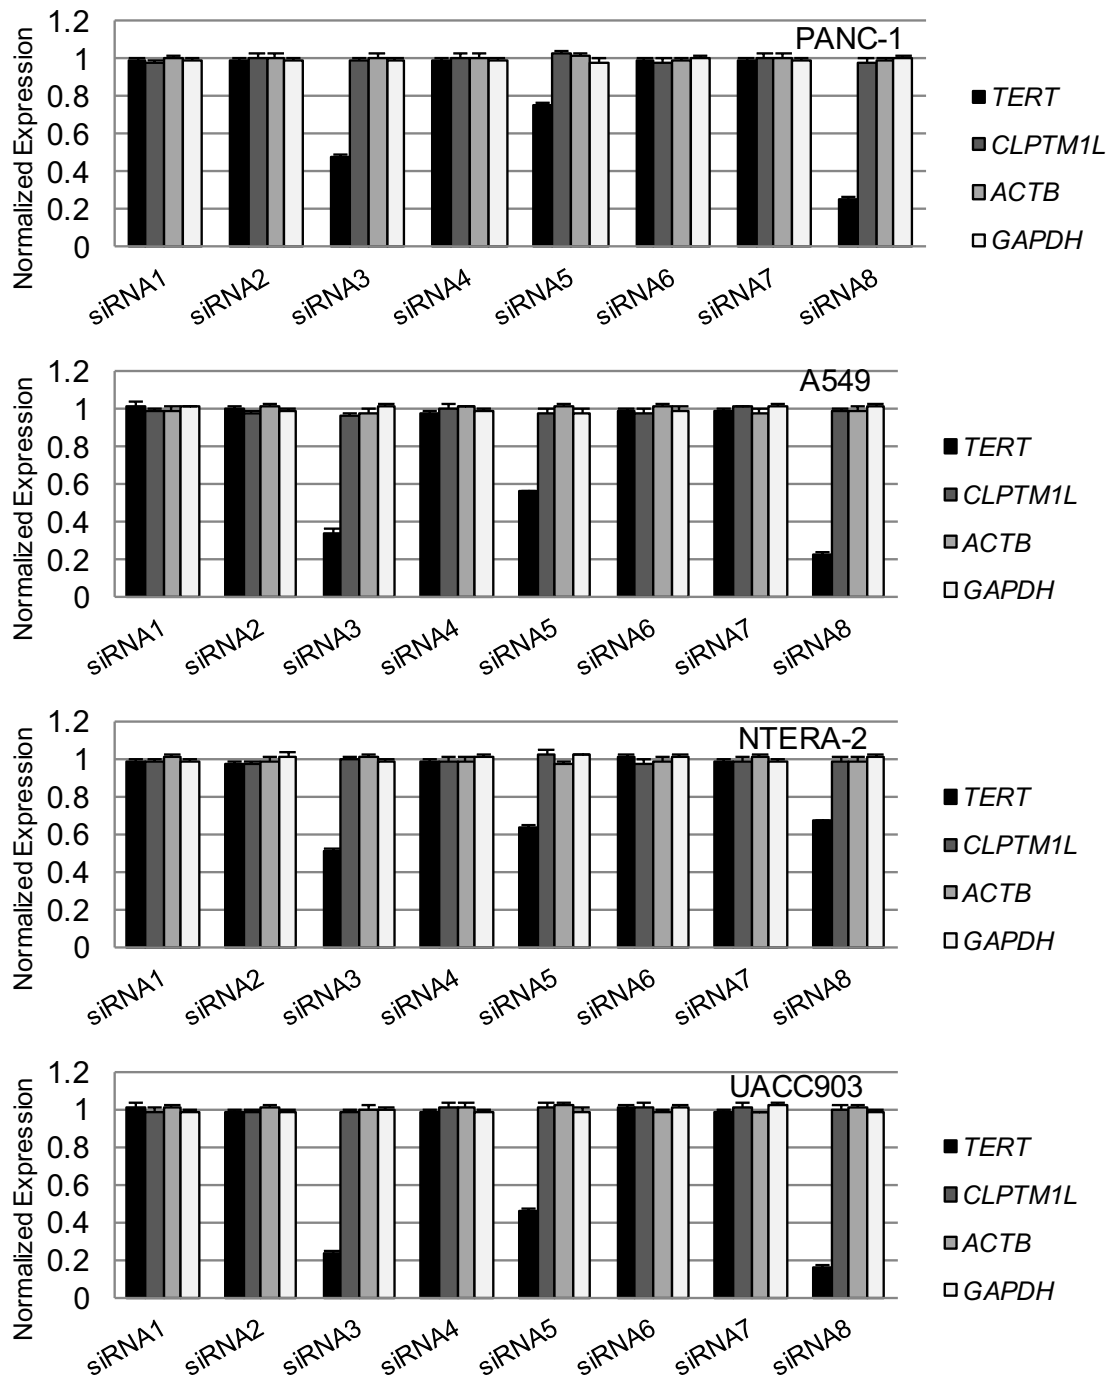 PANC-1
Normalized Expression
1.2
1
0.8
0.6
0.4
0.2
0
siRNA1 siRNA2 siRNA3 siRNA4 siRNA5 siRNA6 siRNA7 siRNA8
TERT
CLPTM1L
ACTB
GAPDH
A549
Normalized Expression
1.2
1
0.8
0.6
0.4
0.2
0
siRNA1 siRNA2 siRNA3 siRNA4 siRNA5 siRNA6 siRNA7 siRNA8
TERT
CLPTM1L
ACTB
GAPDH
NTERA-2
Normalized Expression
1.2
1
0.8
0.6
0.4
0.2
0
siRNA1 siRNA2 siRNA3 siRNA4 siRNA5 siRNA6 siRNA7 siRNA8
TERT
CLPTM1L
ACTB
GAPDH
UACC903
Normalized Expression
1.2
1
0.8
0.6
0.4
0.2
0
siRNA1 siRNA2 siRNA3 siRNA4 siRNA5 siRNA6 siRNA7 siRNA8
TERT
CLPTM1L
ACTB
GAPDH